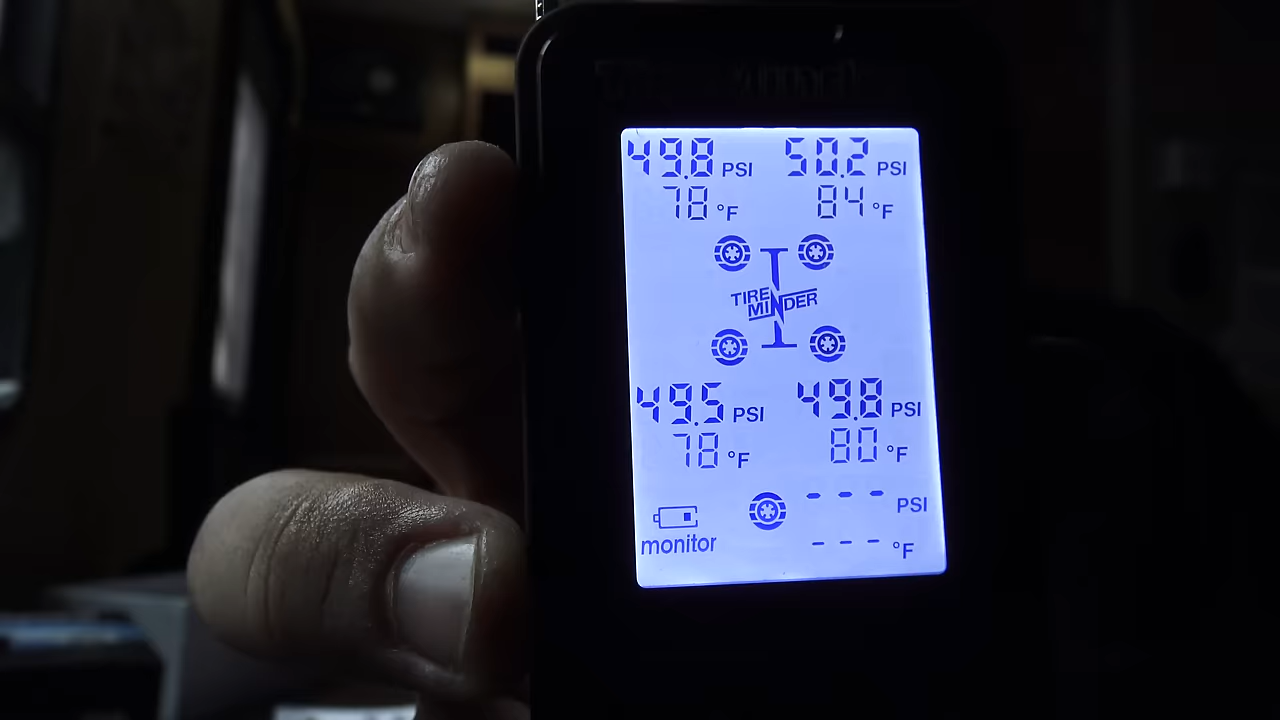 49.8 PSI 50.2 PSI
78 °F 84 °F
TIRE
MINDER
49.5 PSI 49.8 PSI
78 °F 80 °F
--- PSI
monitor --- °F